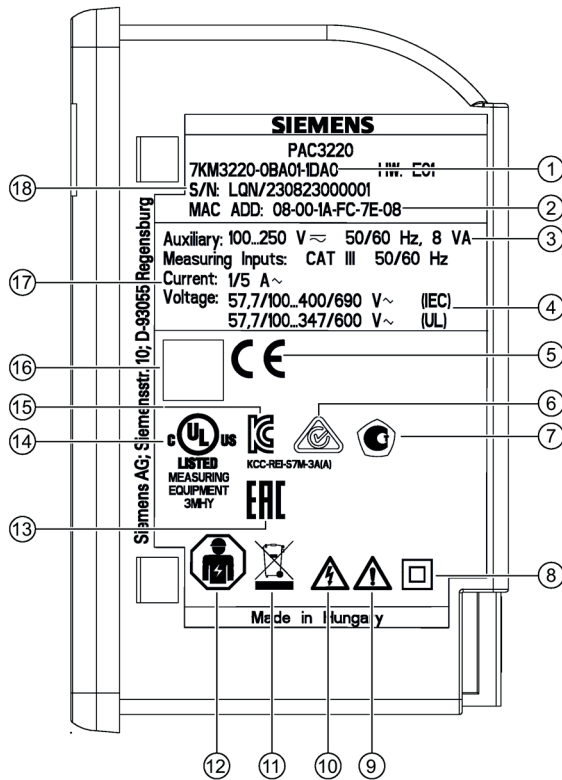 SIEMENS
PAC3220
7KM3220-0BA01-1DA0 HW: E01
S/N: LQN/230823000001
MAC ADD: 08-00-1A-FC-7E-08
Auxiliary: 100...250 V⎓ 50/60 Hz, 8 VA
Measuring Inputs: CAT III 50/60 Hz
Current: 1/5 A~
Voltage: 57,7/100...400/690 V~ (IEC)
57,7/100...347/600 V~ (UL)
Siemens AG; Siemensstr. 10; D-93055 Regensburg
CE
C UL US
LISTED
MEASURING
EQUIPMENT
3MHY
KC
KCC-REI-S7M-3A(A)
EAC
Made in Hungary
1
2
3
4
5
6
7
8
9
10
11
12
13
14
15
16
17
18